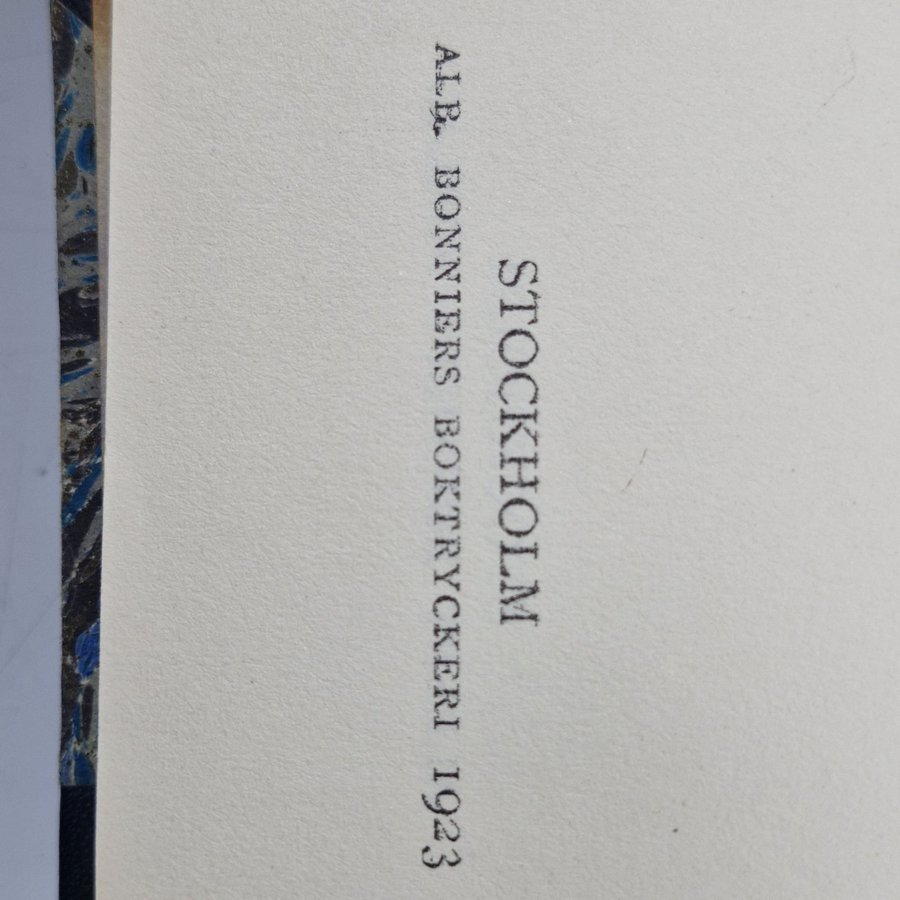 STOCKHOLM
ALB. BONNIERS BOKTRYCKERI 1923